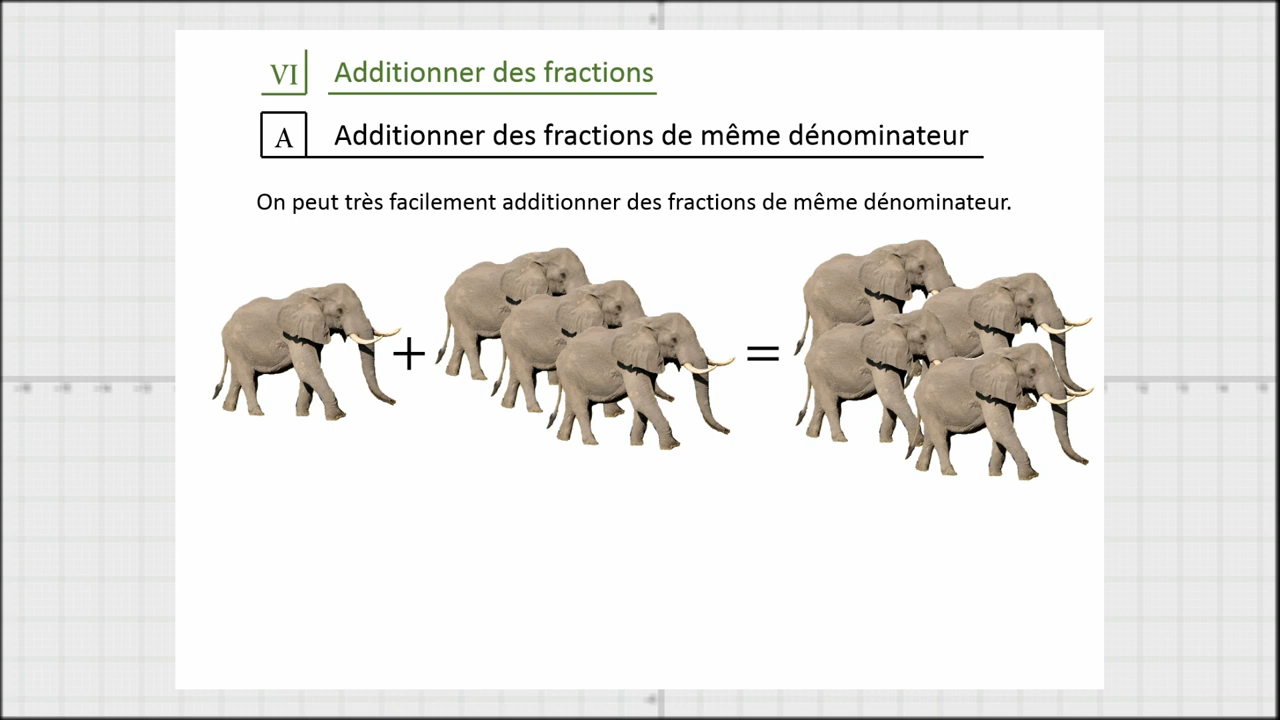 VI Additionner des fractions
A Additionner des fractions de même dénominateur
On peut très facilement additionner des fractions de même dénominateur.
+ =